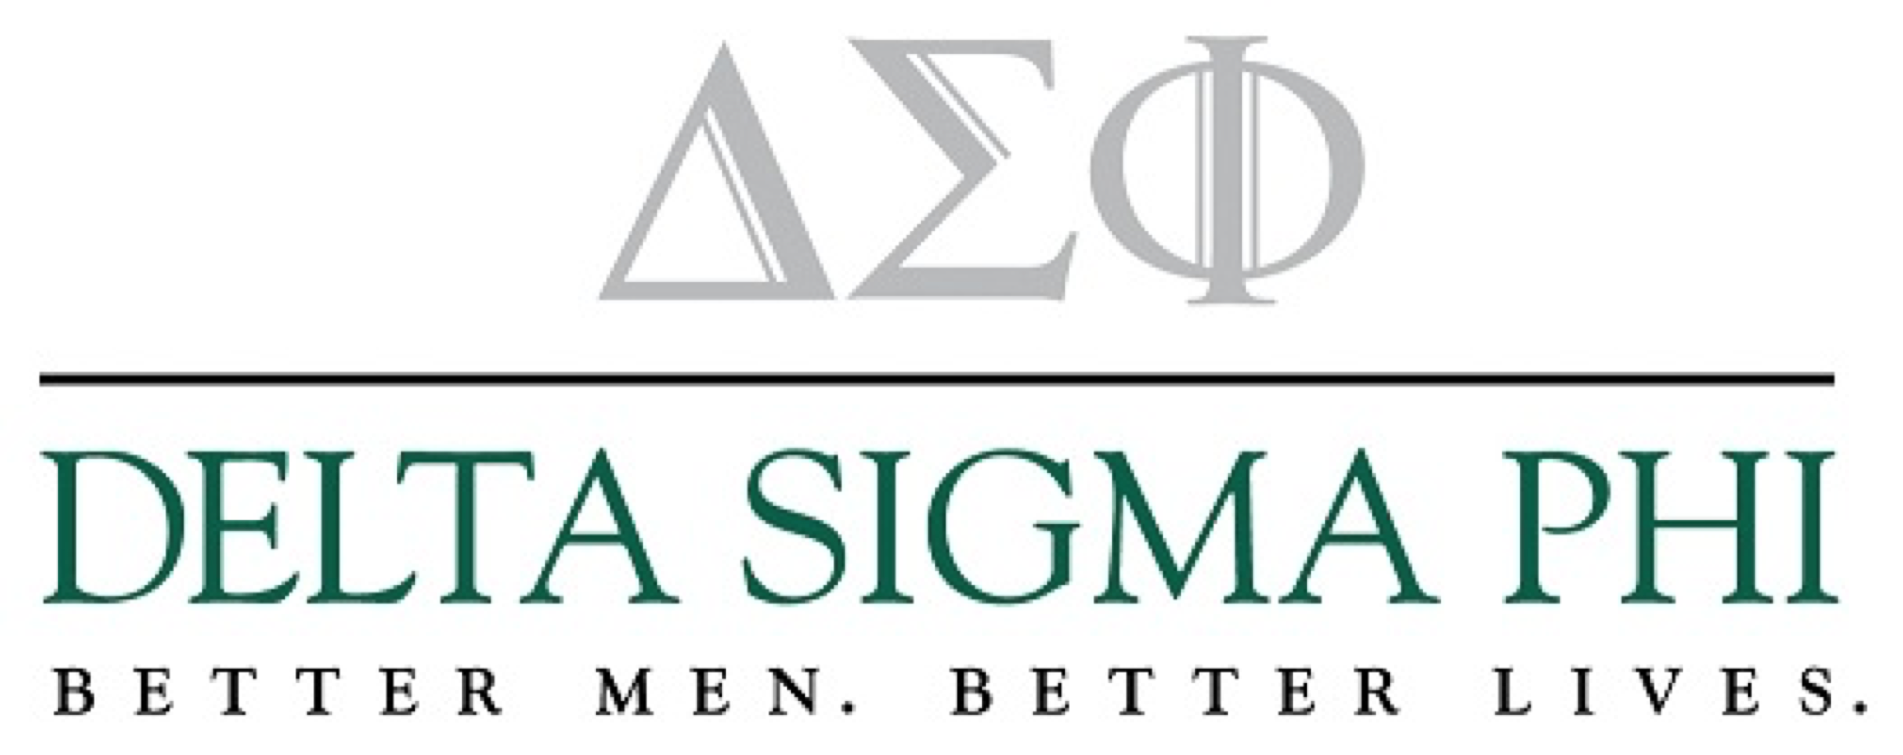 ΔΣΦ
DELTA SIGMA PHI
BETTER MEN. BETTER LIVES.